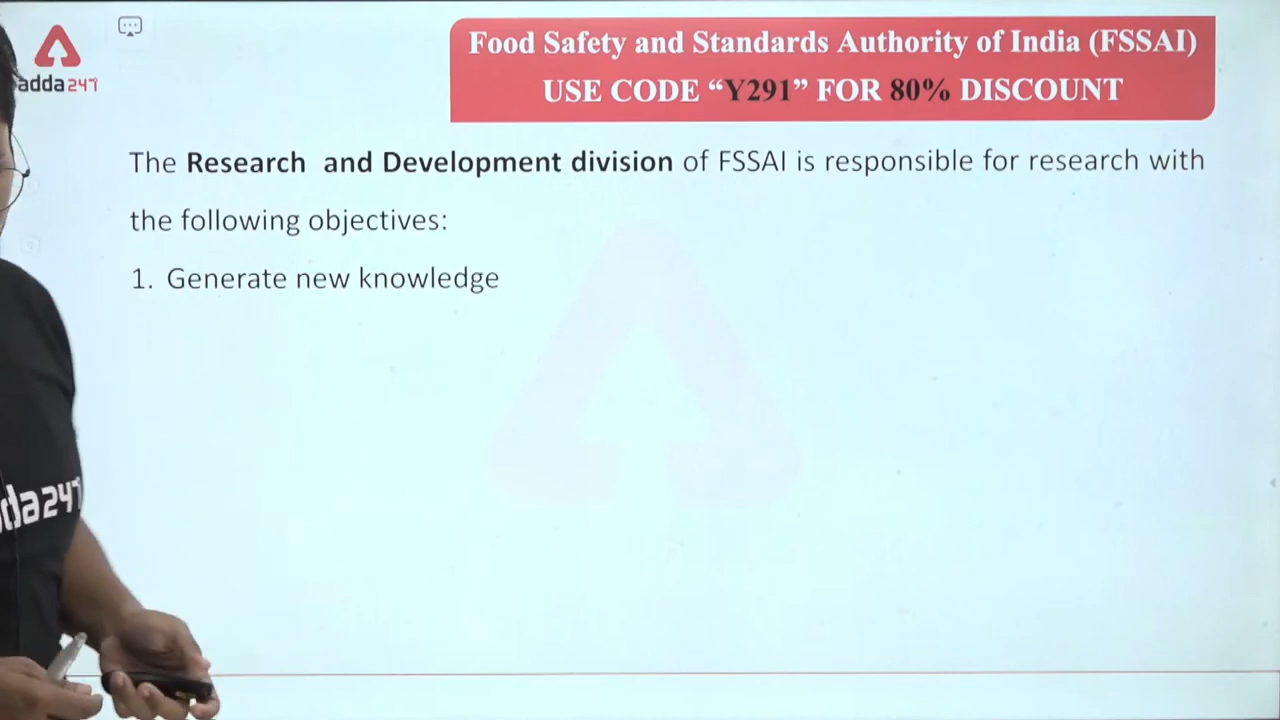 Food Safety and Standards Authority of India (FSSAI)
USE CODE “Y291” FOR 80% DISCOUNT
adda247
The Research and Development division of FSSAI is responsible for research with
the following objectives:
1. Generate new knowledge
da247